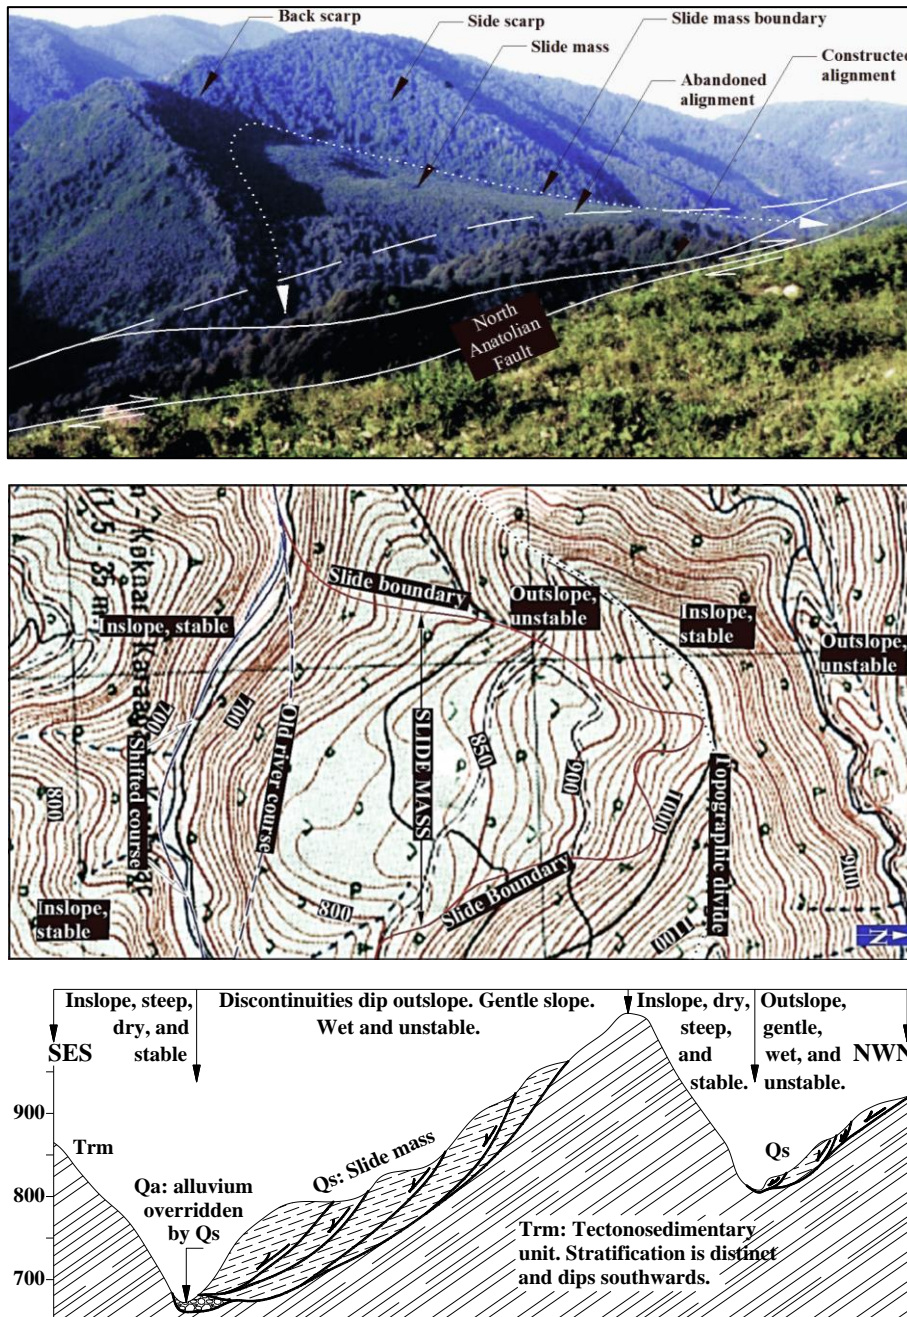 Back scarp
Side scarp
Slide mass boundary
Slide mass
Constructed
alignment
Abandoned
alignment
North
Anatolian
Fault
Slide boundary
Outslope,
unstable
Inslope,
stable
Inslope, stable
Outslope,
unstable
700
700
Old river course
SLIDE MASS
850
900
800
Shifted course
1000
Topographic divide
900
Inslope,
stable
800
Slide Boundary
1100
N
Inslope, steep,
dry, and
stable
Discontinuities dip outslope. Gentle slope.
Wet and unstable.
Inslope, dry,
steep,
and
stable.
Outslope,
gentle,
wet, and
unstable.
SES
NWN
900
Trm
Qs: Slide mass
Qs
800
Qa: alluvium
overridden
by Qs
Trm: Tectonosedimentary
unit. Stratification is distinct
and dips southwards.
700